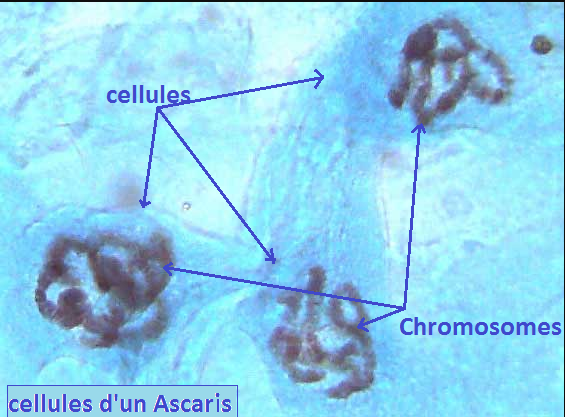 cellules
Chromosomes
cellules d'un Ascaris